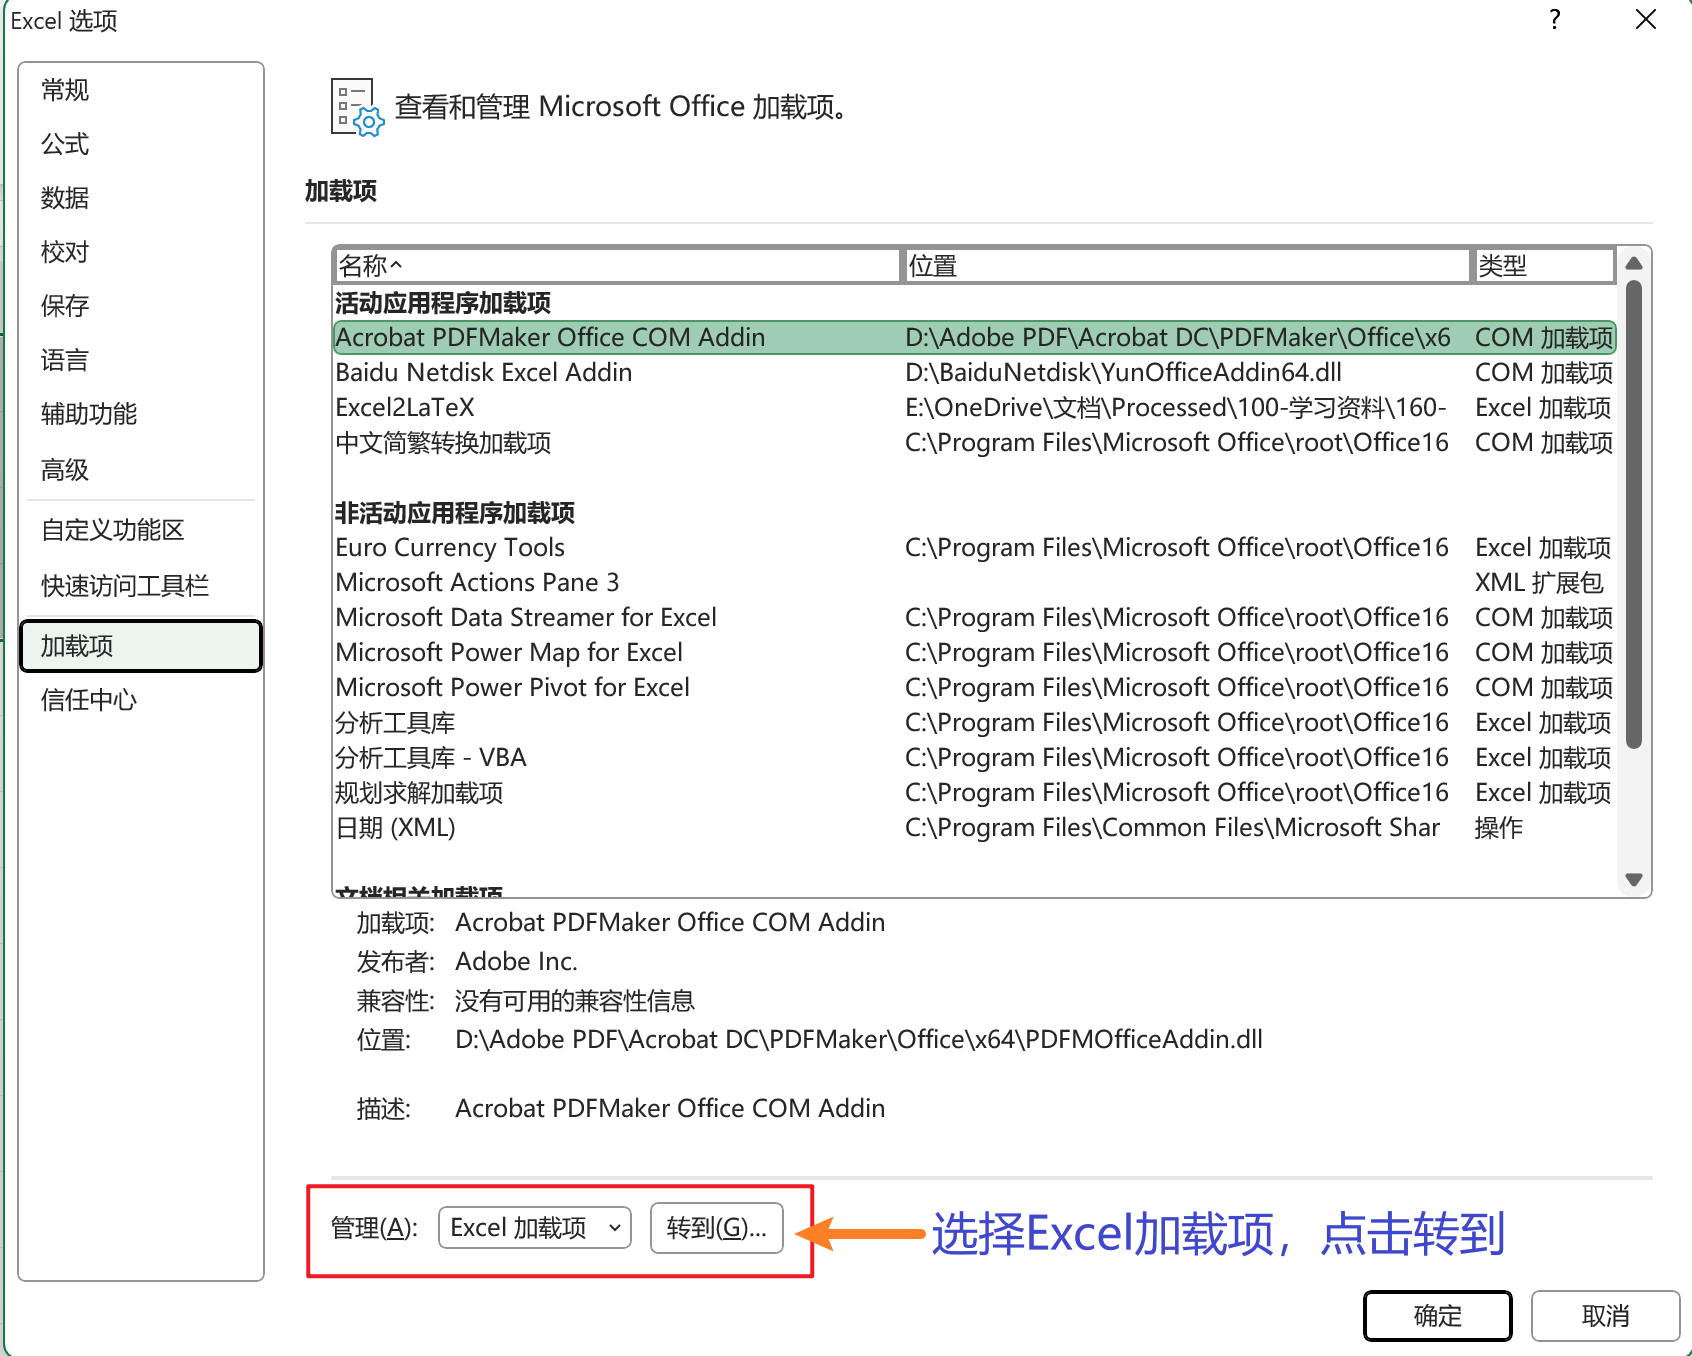 Excel 选项
?
常规
公式
数据
校对
保存
语言
辅助功能
高级
自定义功能区
快速访问工具栏
加载项
信任中心
查看和管理 Microsoft Office 加载项。
加载项
名称^ 位置 类型
活动应用程序加载项
Acrobat PDFMaker Office COM Addin D:\Adobe PDF\Acrobat DC\PDFMaker\Office\x6 COM 加载项
Baidu Netdisk Excel Addin D:\BaiduNetdisk\YunOfficeAddin64.dll COM 加载项
Excel2LaTeX E:\OneDrive\文档\Processed\100-学习资料\160- Excel 加载项
中文简繁转换加载项 C:\Program Files\Microsoft Office\root\Office16 COM 加载项
非活动应用程序加载项
Euro Currency Tools C:\Program Files\Microsoft Office\root\Office16 Excel 加载项
Microsoft Actions Pane 3 XML 扩展包
Microsoft Data Streamer for Excel C:\Program Files\Microsoft Office\root\Office16 COM 加载项
Microsoft Power Map for Excel C:\Program Files\Microsoft Office\root\Office16 COM 加载项
Microsoft Power Pivot for Excel C:\Program Files\Microsoft Office\root\Office16 COM 加载项
分析工具库 C:\Program Files\Microsoft Office\root\Office16 Excel 加载项
分析工具库 - VBA C:\Program Files\Microsoft Office\root\Office16 Excel 加载项
规划求解加载项 C:\Program Files\Microsoft Office\root\Office16 Excel 加载项
日期 (XML) C:\Program Files\Common Files\Microsoft Shar 操作
文档相关加载项
加载项: Acrobat PDFMaker Office COM Addin
发布者: Adobe Inc.
兼容性: 没有可用的兼容性信息
位置: D:\Adobe PDF\Acrobat DC\PDFMaker\Office\x64\PDFMOfficeAddin.dll
描述: Acrobat PDFMaker Office COM Addin
管理(A): Excel 加载项 转到(G)...
选择Excel加载项，点击转到
确定 取消